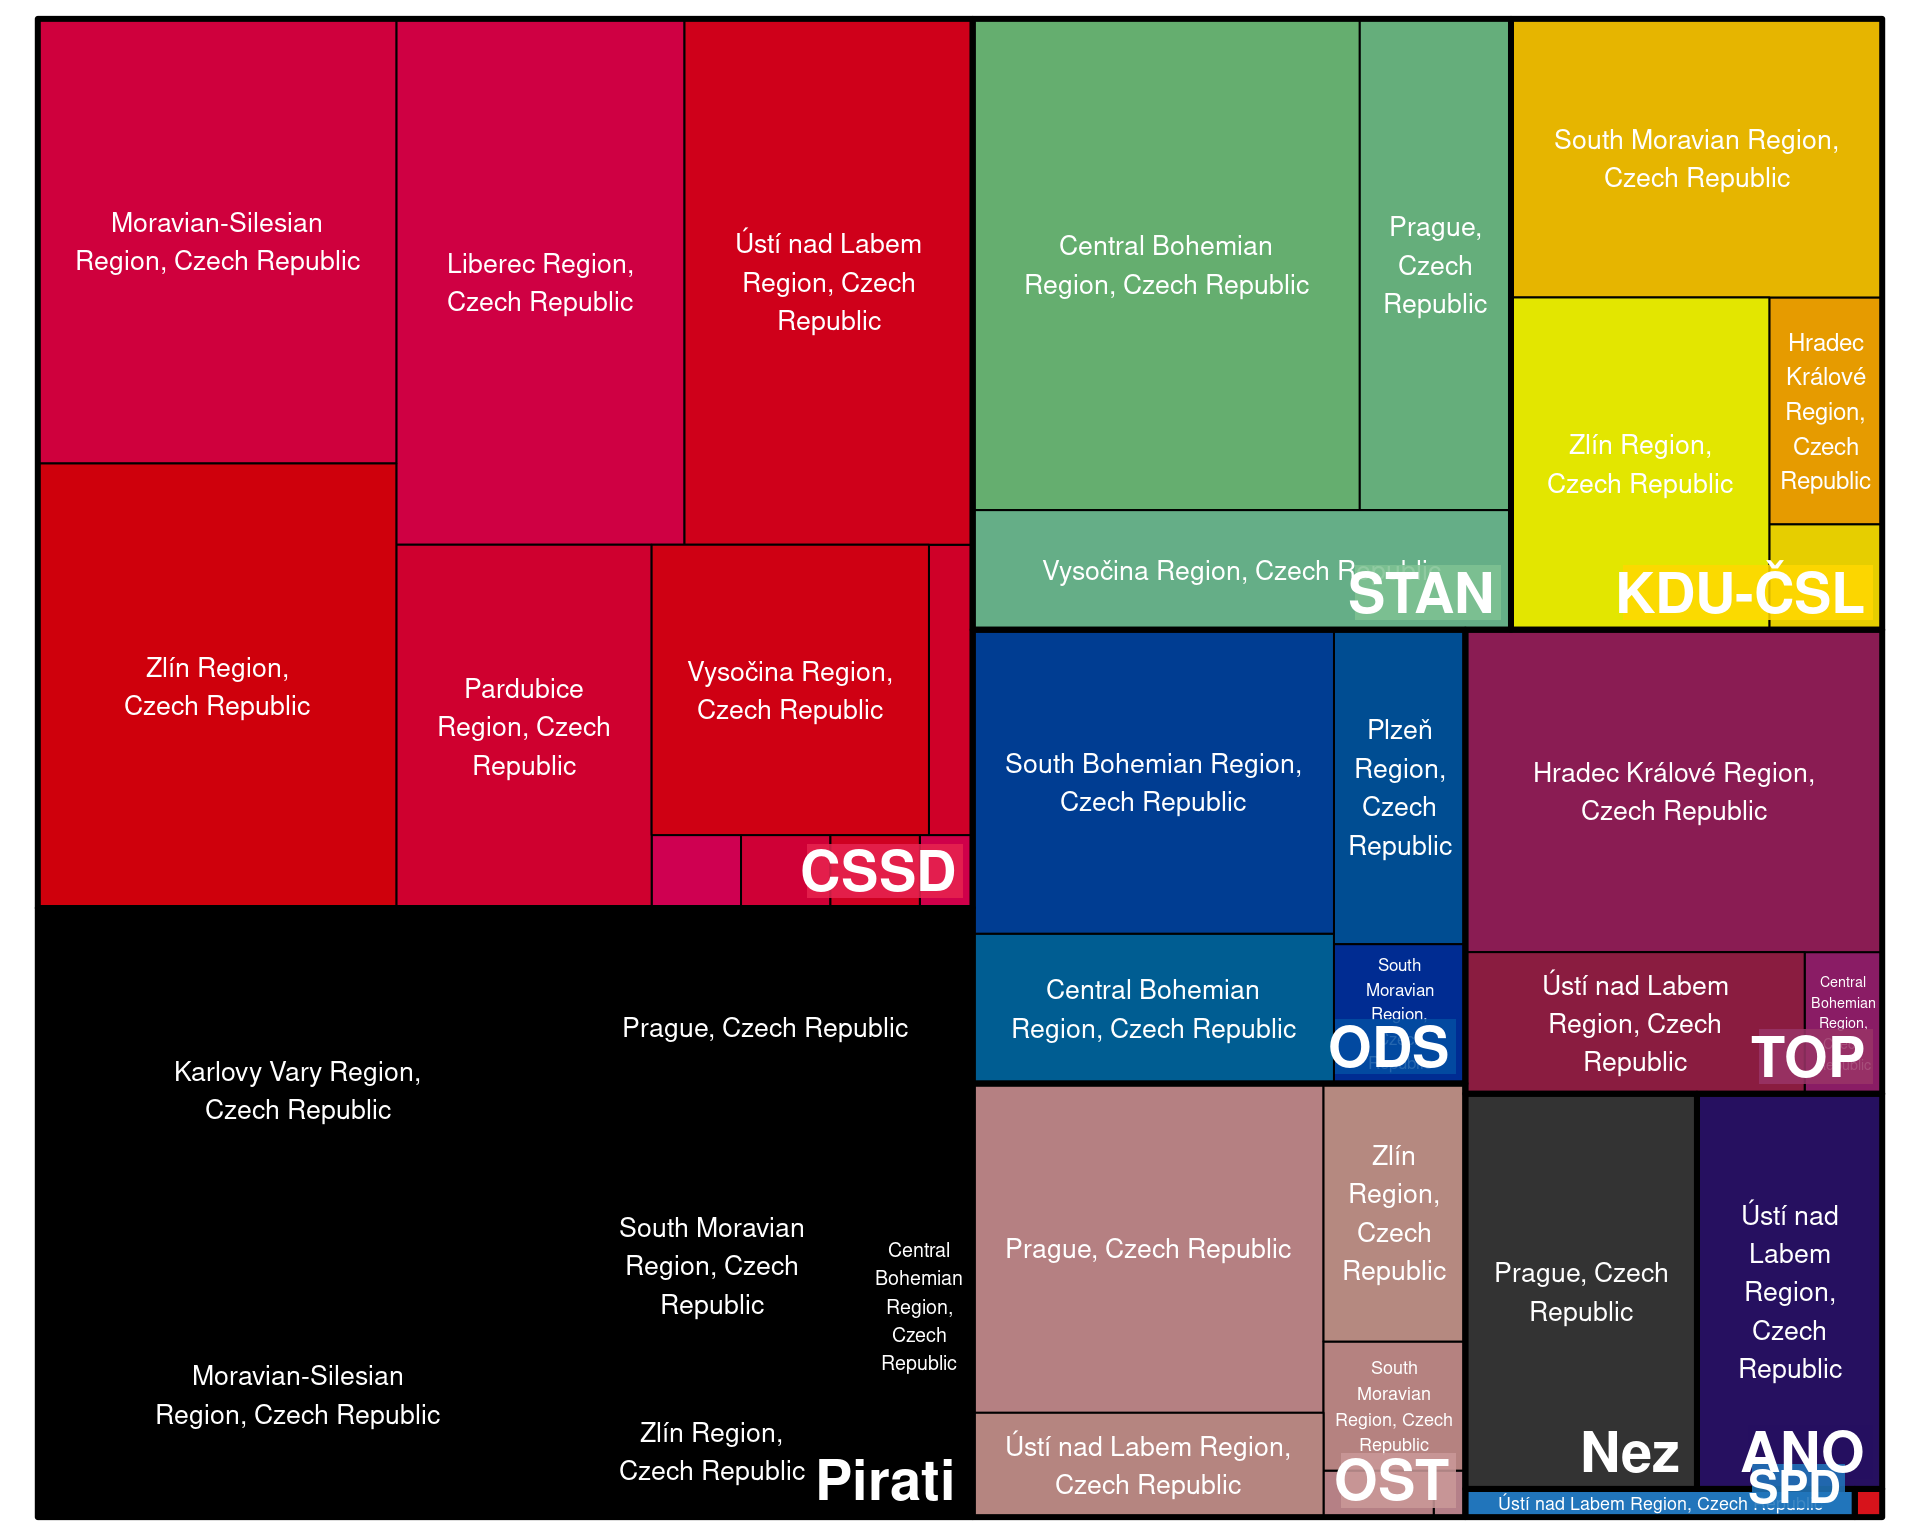 Moravian-Silesian
Region, Czech Republic
Liberec Region,
Czech Republic
Ústí nad Labem
Region, Czech
Republic
Zlín Region,
Czech Republic
Pardubice
Region, Czech
Republic
Vysočina Region,
Czech Republic
CSSD
Central Bohemian
Region, Czech Republic
Prague,
Czech
Republic
Vysočina Region, Czech Republic
STAN
South Moravian Region,
Czech Republic
Zlín Region,
Czech Republic
Hradec
Králové
Region,
Czech
Republic
KDU-ČSL
South Bohemian Region,
Czech Republic
Plzeň
Region,
Czech
Republic
Central Bohemian
Region, Czech Republic
South
Moravian
Region,
ODS
Hradec Králové Region,
Czech Republic
Ústí nad Labem
Region, Czech
Republic
Central
Bohemian
Region,
TOP
Karlovy Vary Region,
Czech Republic
Prague, Czech Republic
Moravian-Silesian
Region, Czech Republic
South Moravian
Region, Czech
Republic
Central
Bohemian
Region,
Czech
Republic
Zlín Region,
Czech Republic
Pirati
Prague, Czech Republic
Zlín
Region,
Czech
Republic
Ústí nad Labem Region,
Czech Republic
South
Moravian
Region, Czech
Republic
OST
Prague, Czech
Republic
Nez
Ústí nad
Labem
Region,
Czech
Republic
ANO
Ústí nad Labem Region, Czech Republic
SPD